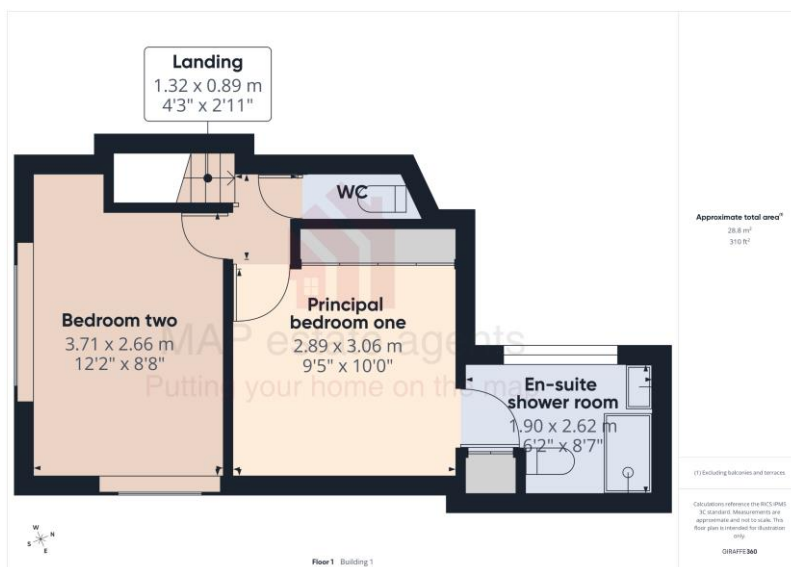 Landing
1.32 x 0.89 m
4'3" x 2'11"
WC
Bedroom two
3.71 x 2.66 m
12'2" x 8'8"
Principal
bedroom one
2.89 x 3.06 m
9'5" x 10'0"
En-suite
shower room
1.90 x 2.62 m
6'2" x 8'7"
MAP estate agents
Putting your home on the map
W
N
S
E
Floor 1 Building 1
Approximate total area(1)
28.8 m²
310 ft²
(1) Excluding balconies and terraces
Calculations reference the RICS IPMS
3C standard. Measurements are
approximate and not to scale. This
floor plan is intended for illustration
only.
GIRAFFE360